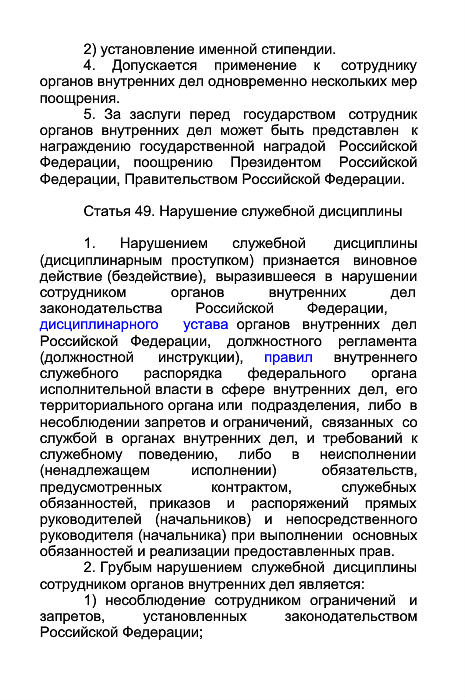 2) установление именной стипендии.
4. Допускается применение к сотруднику
органов внутренних дел одновременно нескольких мер
поощрения.
5. За заслуги перед государством сотрудник
органов внутренних дел может быть представлен к
награждению государственной наградой Российской
Федерации, поощрению Президентом Российской
Федерации, Правительством Российской Федерации.
Статья 49. Нарушение служебной дисциплины
1. Нарушением служебной дисциплины
(дисциплинарным проступком) признается виновное
действие (бездействие), выразившееся в нарушении
сотрудником органов внутренних дел
законодательства Российской Федерации,
дисциплинарного устава органов внутренних дел
Российской Федерации, должностного регламента
(должностной инструкции), правил внутреннего
служебного распорядка федерального органа
исполнительной власти в сфере внутренних дел, его
территориального органа или подразделения, либо в
несоблюдении запретов и ограничений, связанных со
службой в органах внутренних дел, и требований к
служебному поведению, либо в неисполнении
(ненадлежащем исполнении) обязательств,
предусмотренных контрактом, служебных
обязанностей, приказов и распоряжений прямых
руководителей (начальников) и непосредственного
руководителя (начальника) при выполнении основных
обязанностей и реализации предоставленных прав.
2. Грубым нарушением служебной дисциплины
сотрудником органов внутренних дел является:
1) несоблюдение сотрудником ограничений и
запретов, установленных законодательством
Российской Федерации;